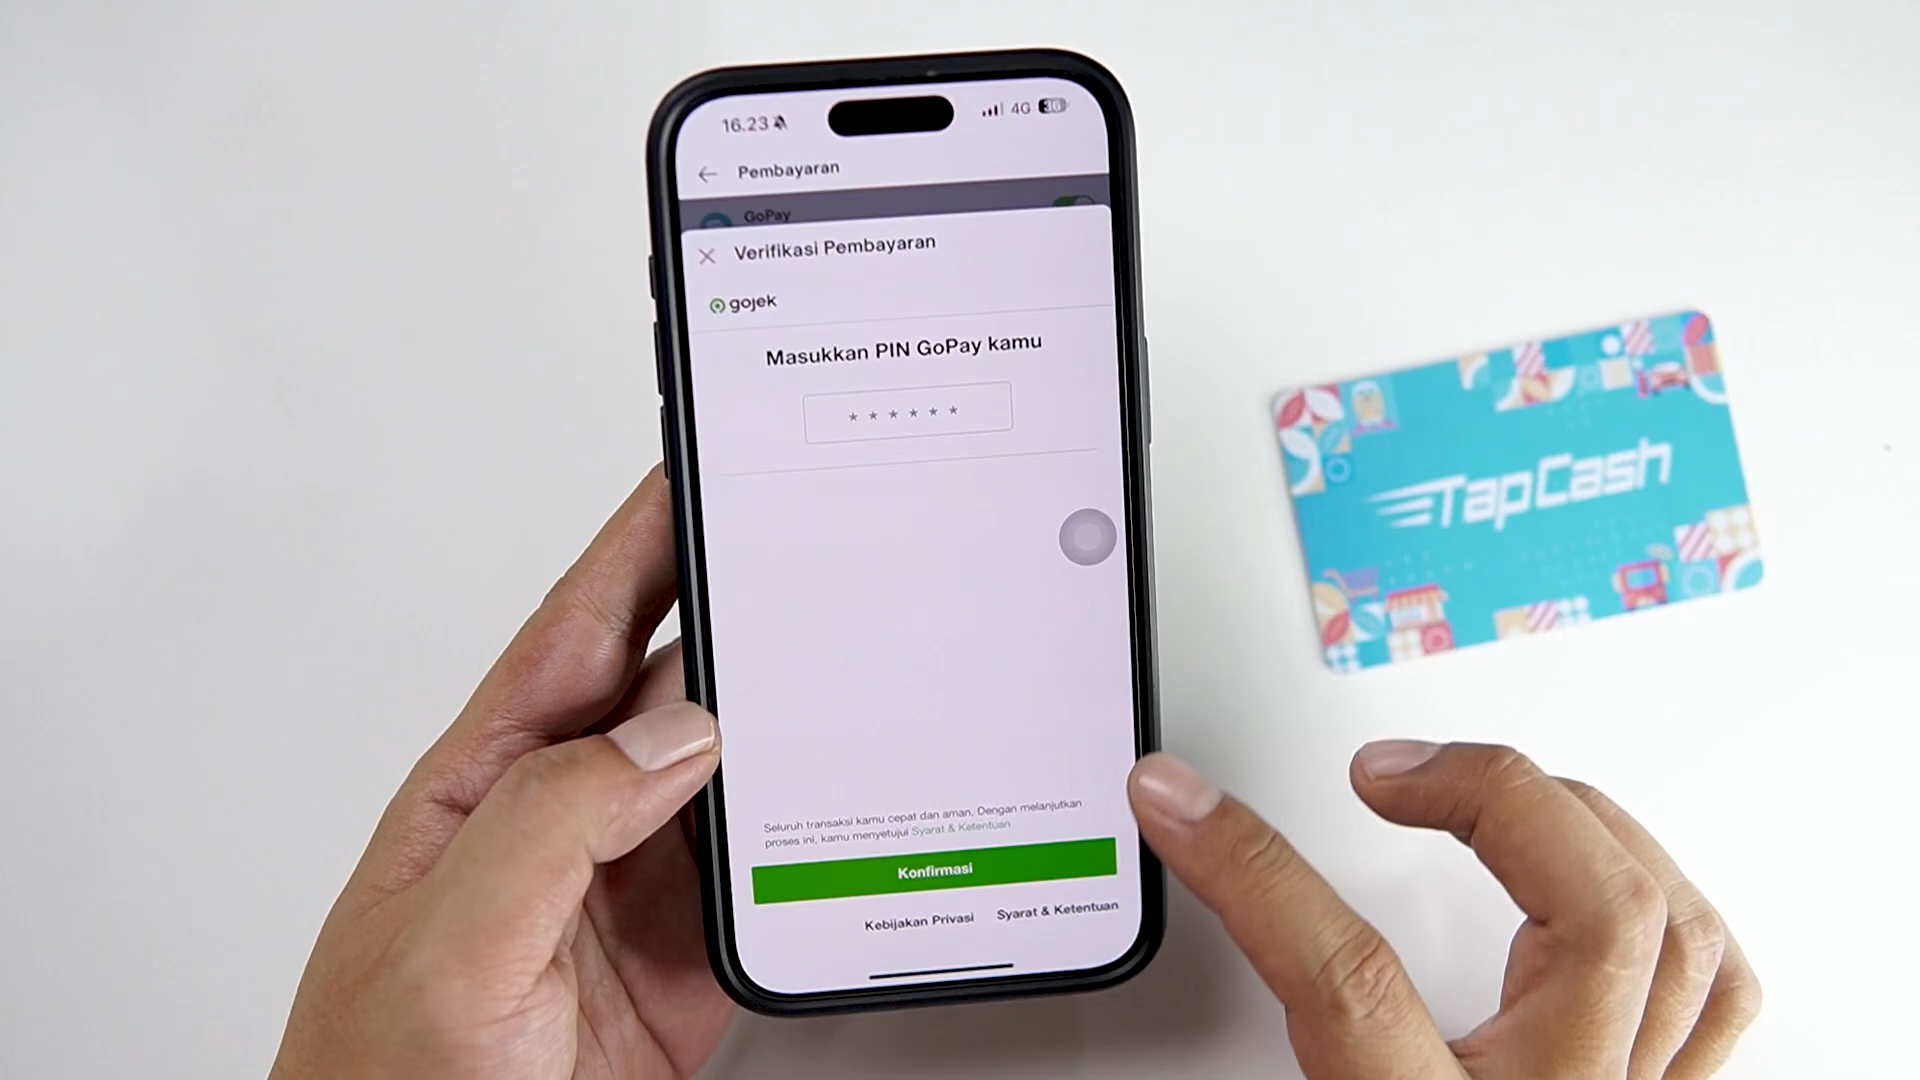 16.23
4G
36
Pembayaran
GoPay
Verifikasi Pembayaran
gojek
Masukkan PIN GoPay kamu
* * * * * *
Seluruh transaksi kamu cepat dan aman. Dengan melanjutkan
proses ini, kamu menyetujui Syarat & Ketentuan
Konfirmasi
Kebijakan Privasi
Syarat & Ketentuan
TapCash